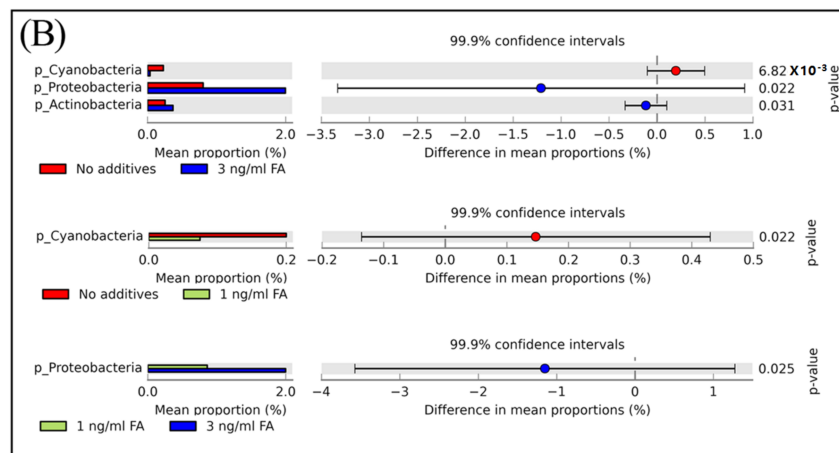 (B)
99.9% confidence intervals
p_Cyanobacteria 6.82 X10⁻³
p_Proteobacteria 0.022
p_Actinobacteria 0.031
p-value
0.0 2.0 −3.5 −3.0 −2.5 −2.0 −1.5 −1.0 −0.5 0.0 0.5 1.0
Mean proportion (%) Difference in mean proportions (%)
No additives 3 ng/ml FA
99.9% confidence intervals
p_Cyanobacteria 0.022
p-value
0.0 0.2 −0.2 −0.1 0.0 0.1 0.2 0.3 0.4 0.5
Mean proportion (%) Difference in mean proportions (%)
No additives 1 ng/ml FA
99.9% confidence intervals
p_Proteobacteria 0.025
p-value
0.0 2.0 −4 −3 −2 −1 0 1
Mean proportion (%) Difference in mean proportions (%)
1 ng/ml FA 3 ng/ml FA